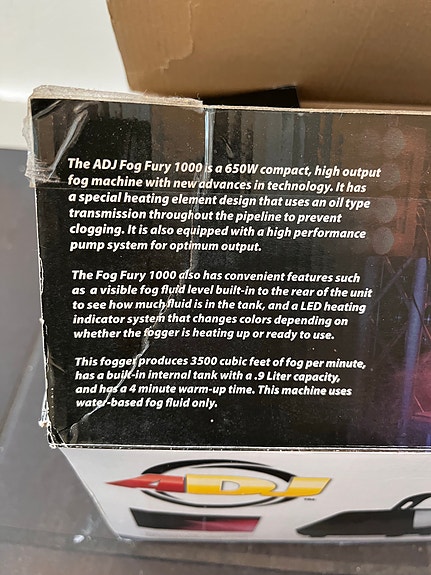 The ADJ Fog Fury 1000 is a 650W compact, high output
fog machine with new advances in technology. It has
a special heating element design that uses an oil type
transmission throughout the pipeline to prevent
clogging. It is also equipped with a high performance
pump system for optimum output.
The Fog Fury 1000 also has convenient features such
as a visible fog fluid level built-in to the rear of the unit
to see how much fluid is in the tank, and a LED heating
indicator system that changes colors depending on
whether the fogger is heating up or ready to use.
This fogger produces 3500 cubic feet of fog per minute,
has a built-in internal tank with a .9 Liter capacity,
and has a 4 minute warm-up time. This machine uses
water-based fog fluid only.
ADJ